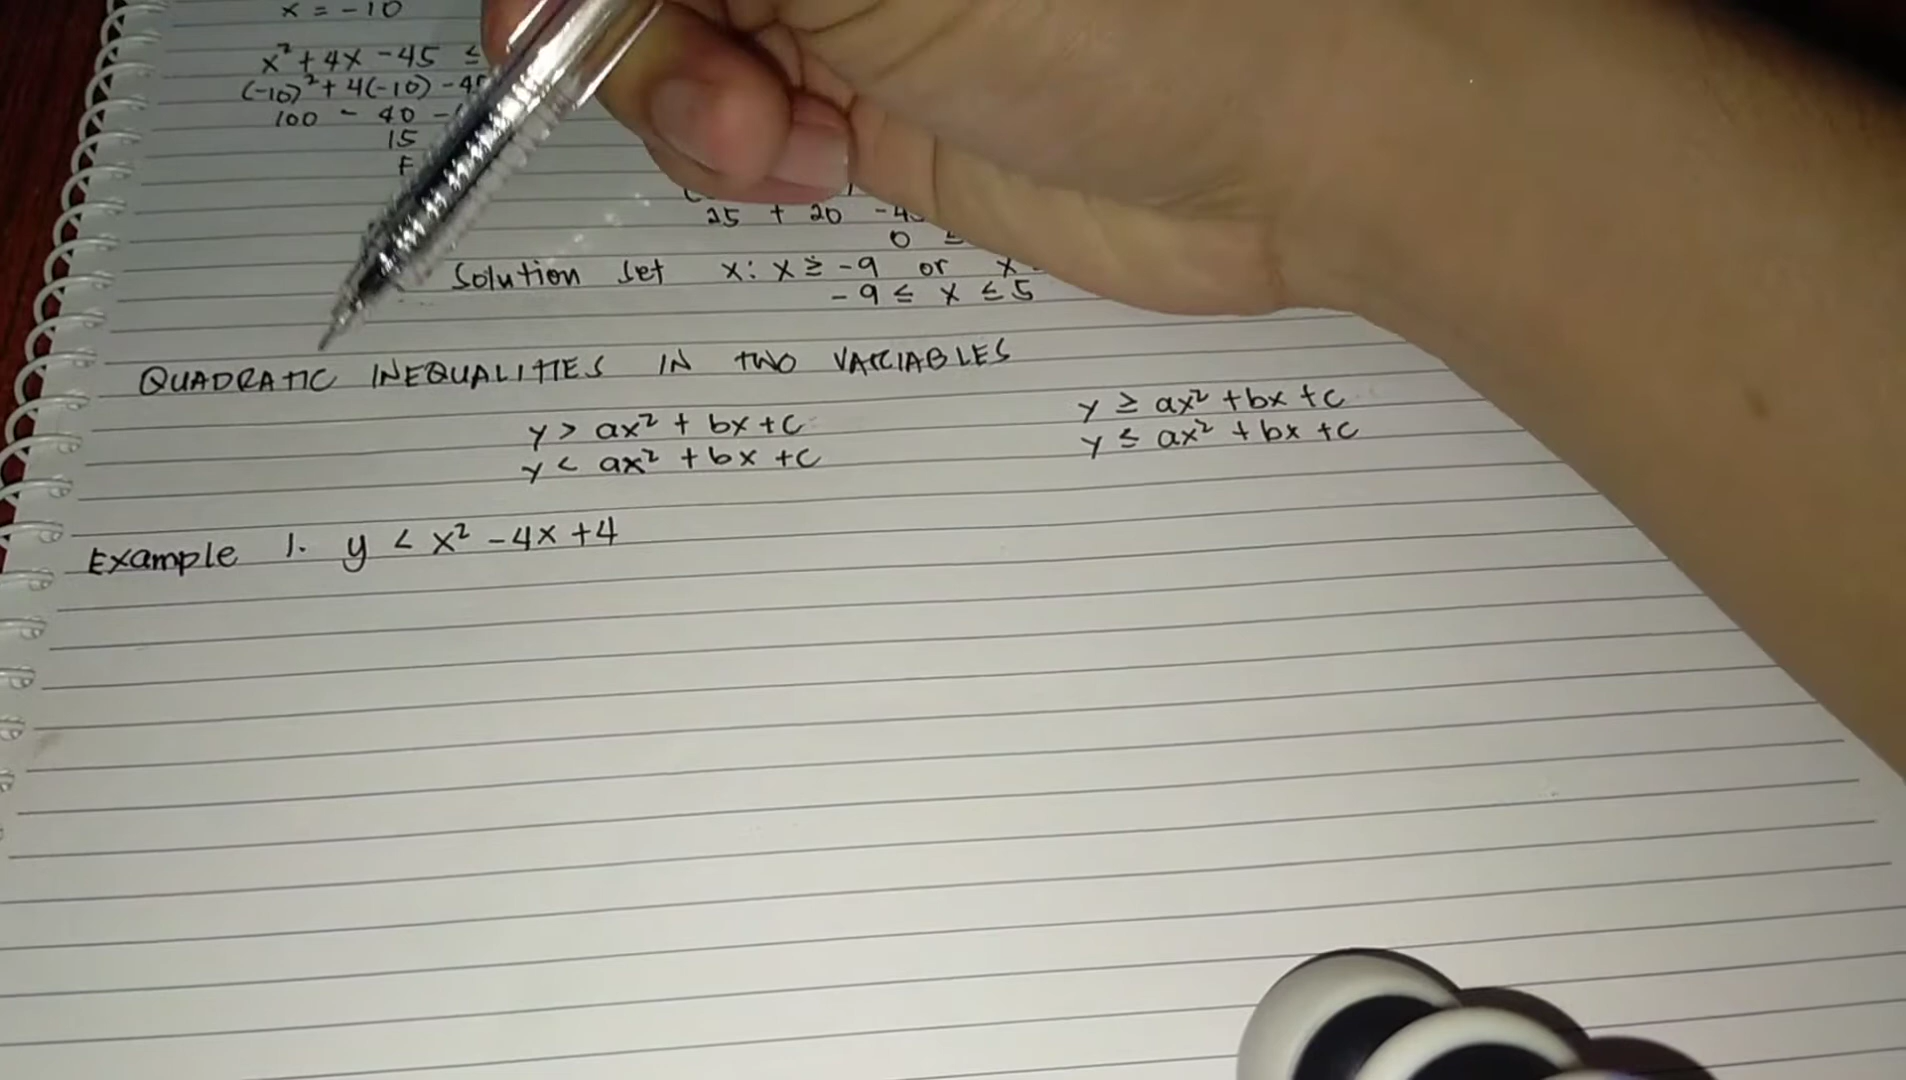 x = -10
x² + 4x - 45 ≤
(-10)² + 4(-10) - 4
100 - 40 -
15
F
25 + 20 - 4
0 ≤
Solution set x: x ≥ -9 or x
-9 ≤ x ≤ 5
QUADRATIC INEQUALITIES IN TWO VARIABLES
y > ax² + bx + c
y < ax² + bx + c
y ≥ ax² + bx + c
y ≤ ax² + bx + c
Example 1. y < x² - 4x + 4